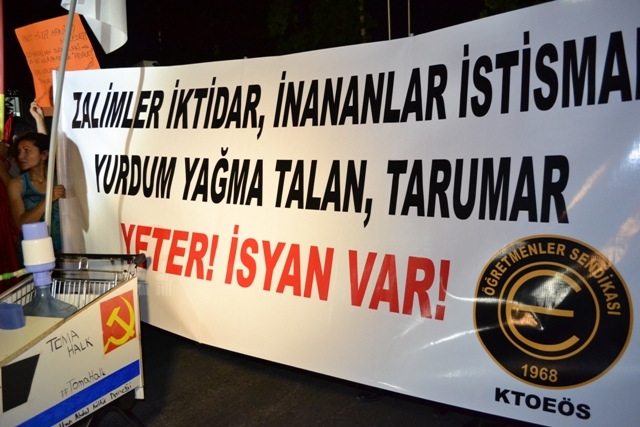 ZALİMLER İKTİDAR, İNANANLAR İSTİSMA
YURDUM YAĞMA TALAN, TARUMAR
YETER! İSYAN VAR!
ÖĞRETMENLER SENDİKASI
1968
KTOEÖS
TOMA
HALK
#TomaHalk